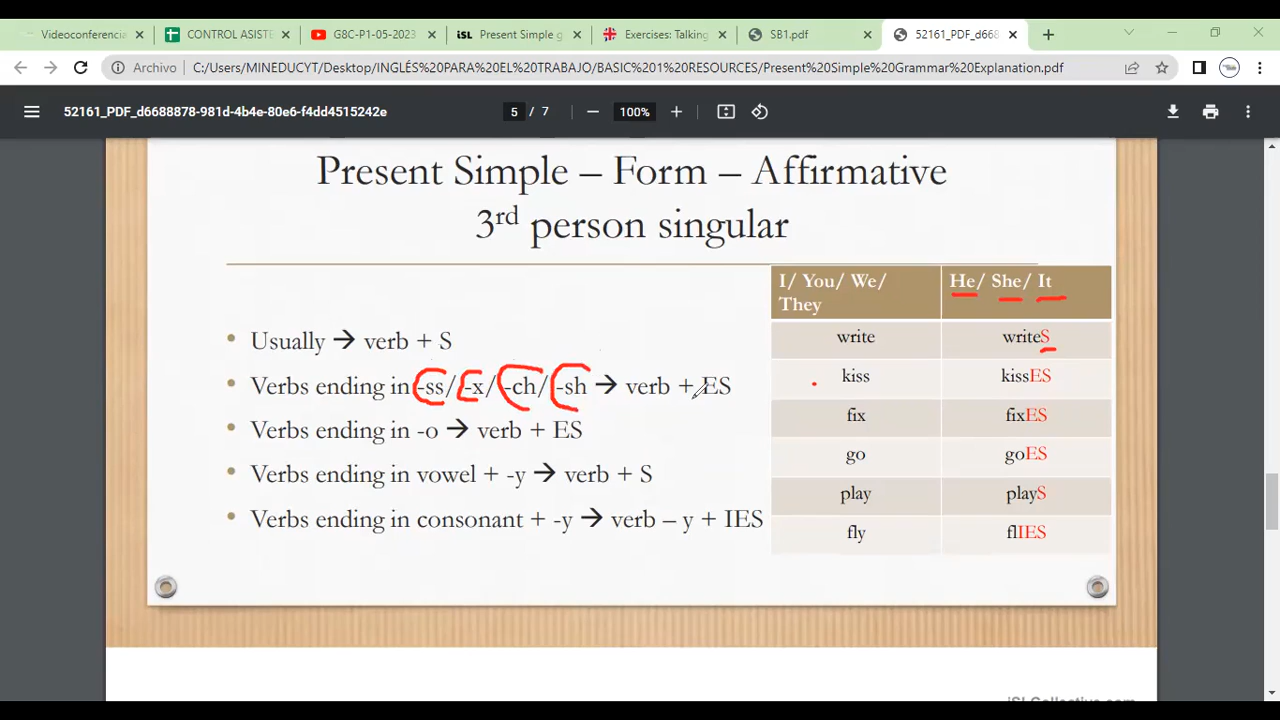 Videoconferencia
CONTROL ASISTE
G8C-P1-05-2023
iSL Present Simple g
Exercises: Talking
SB1.pdf
52161_PDF_d6688
Archivo C:/Users/MINEDUCYT/Desktop/INGLÉS%20PARA%20EL%20TRABAJO/BASIC%201%20RESOURCES/Present%20Simple%20Grammar%20Explanation.pdf
52161_PDF_d6688878-981d-4b4e-80e6-f4dd4515242e 5 / 7 100%
Present Simple – Form – Affirmative
3rd person singular
• Usually → verb + S
• Verbs ending in -ss/ -x/ -ch/ -sh → verb + ES
• Verbs ending in -o → verb + ES
• Verbs ending in vowel + -y → verb + S
• Verbs ending in consonant + -y → verb – y + IES
I/ You/ We/ They He/ She/ It
write writeS
kiss kissES
fix fixES
go goES
play playS
fly flIES
iSLCollective.com